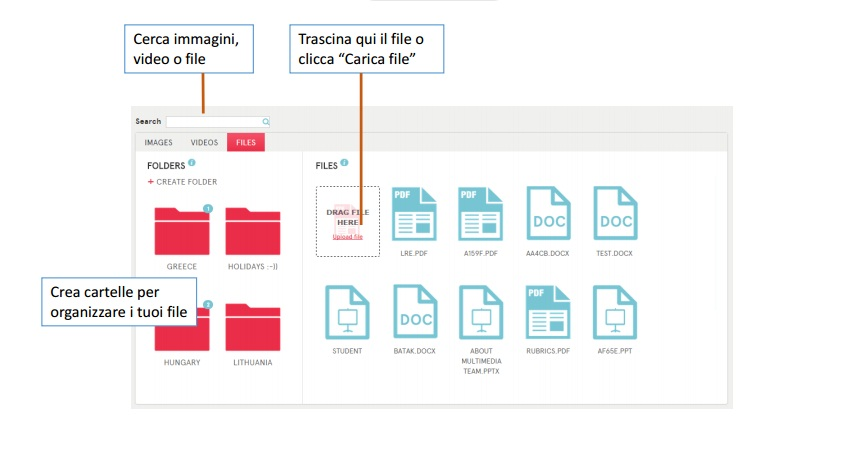 Cerca immagini,
video o file
Trascina qui il file o
clicca “Carica file”
Search
IMAGES VIDEOS FILES
FOLDERS i
+ CREATE FOLDER
1
GREECE HOLIDAYS :-))
Crea cartelle per
organizzare i tuoi file
2
HUNGARY LITHUANIA
FILES i
DRAG FILE
HERE
Upload file
PDF PDF DOC DOC
LRE.PDF A159F.PDF AA4CB.DOCX TEST.DOCX
DOC PDF
STUDENT BATAK.DOCX ABOUT RUBRICS.PDF AF65E.PPT
MULTIMEDIA
TEAM.PPTX